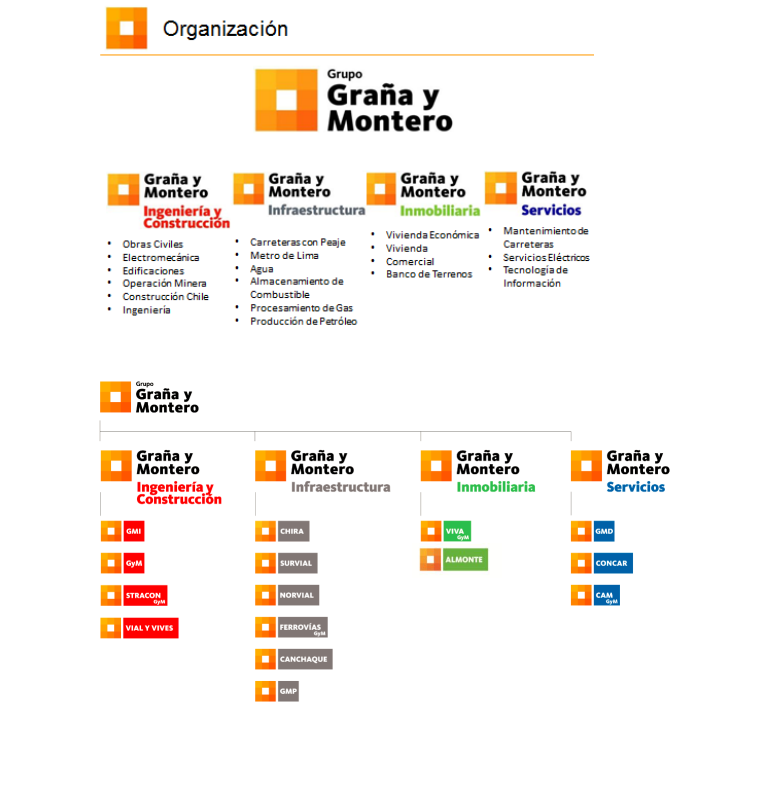 Organización
Grupo
Graña y
Montero
Graña y
Montero
Ingeniería y
Construcción
• Obras Civiles
• Electromecánica
• Edificaciones
• Operación Minera
• Construcción Chile
• Ingeniería
Graña y
Montero
Infraestructura
• Carreteras con Peaje
• Metro de Lima
• Agua
• Almacenamiento de
Combustible
• Procesamiento de Gas
• Producción de Petróleo
Graña y
Montero
Inmobiliaria
• Vivienda Económica
• Vivienda
• Comercial
• Banco de Terrenos
Graña y
Montero
Servicios
• Mantenimiento de
Carreteras
• Servicios Eléctricos
• Tecnología de
Información
Grupo
Graña y
Montero
Graña y
Montero
Ingeniería y
Construcción
GMI
GyM
STRACON
GyM
VIAL Y VIVES
Graña y
Montero
Infraestructura
CHIRA
SURVIAL
NORVIAL
FERROVÍAS
GyM
CANCHAQUE
GMP
Graña y
Montero
Inmobiliaria
VIVA
GyM
ALMONTE
Graña y
Montero
Servicios
GMD
CONCAR
CAM
GyM